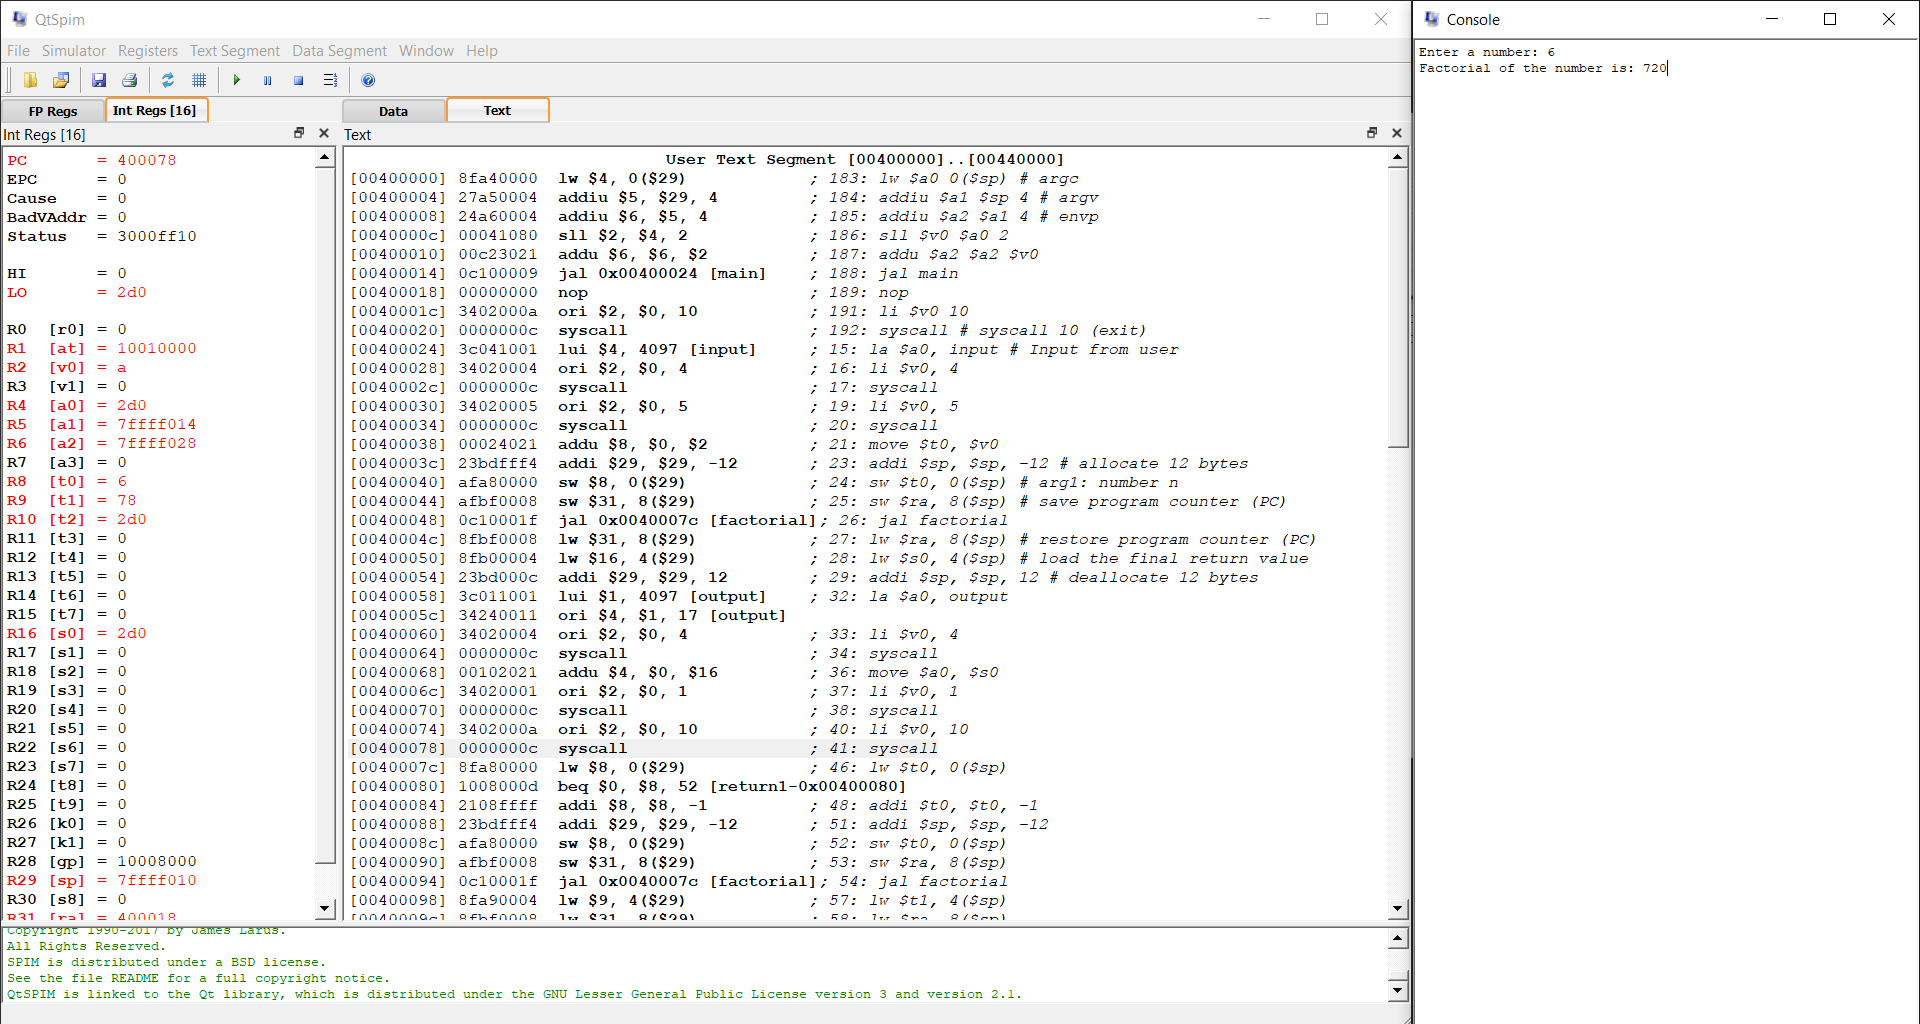 QtSpim
File Simulator Registers Text Segment Data Segment Window Help
FP Regs Int Regs [16]
Int Regs [16]
PC = 400078
EPC = 0
Cause = 0
BadVAddr = 0
Status = 3000ff10
HI = 0
LO = 2d0
R0 [r0] = 0
R1 [at] = 10010000
R2 [v0] = a
R3 [v1] = 0
R4 [a0] = 2d0
R5 [a1] = 7ffff014
R6 [a2] = 7ffff028
R7 [a3] = 0
R8 [t0] = 6
R9 [t1] = 78
R10 [t2] = 2d0
R11 [t3] = 0
R12 [t4] = 0
R13 [t5] = 0
R14 [t6] = 0
R15 [t7] = 0
R16 [s0] = 2d0
R17 [s1] = 0
R18 [s2] = 0
R19 [s3] = 0
R20 [s4] = 0
R21 [s5] = 0
R22 [s6] = 0
R23 [s7] = 0
R24 [t8] = 0
R25 [t9] = 0
R26 [k0] = 0
R27 [k1] = 0
R28 [gp] = 10008000
R29 [sp] = 7ffff010
R30 [s8] = 0
R31 [ra] = 400018
Data Text
Text
User Text Segment [00400000]..[00440000]
[00400000] 8fa40000 lw $4, 0($29) ; 183: lw $a0 0($sp) # argc
[00400004] 27a50004 addiu $5, $29, 4 ; 184: addiu $a1 $sp 4 # argv
[00400008] 24a60004 addiu $6, $5, 4 ; 185: addiu $a2 $a1 4 # envp
[0040000c] 00041080 sll $2, $4, 2 ; 186: sll $v0 $a0 2
[00400010] 00c23021 addu $6, $6, $2 ; 187: addu $a2 $a2 $v0
[00400014] 0c100009 jal 0x00400024 [main] ; 188: jal main
[00400018] 00000000 nop ; 189: nop
[0040001c] 3402000a ori $2, $0, 10 ; 191: li $v0 10
[00400020] 0000000c syscall ; 192: syscall # syscall 10 (exit)
[00400024] 3c041001 lui $4, 4097 [input] ; 15: la $a0, input # Input from user
[00400028] 34020004 ori $2, $0, 4 ; 16: li $v0, 4
[0040002c] 0000000c syscall ; 17: syscall
[00400030] 34020005 ori $2, $0, 5 ; 19: li $v0, 5
[00400034] 0000000c syscall ; 20: syscall
[00400038] 00024021 addu $8, $0, $2 ; 21: move $t0, $v0
[0040003c] 23bdfff4 addi $29, $29, -12 ; 23: addi $sp, $sp, -12 # allocate 12 bytes
[00400040] afa80000 sw $8, 0($29) ; 24: sw $t0, 0($sp) # arg1: number n
[00400044] afbf0008 sw $31, 8($29) ; 25: sw $ra, 8($sp) # save program counter (PC)
[00400048] 0c10001f jal 0x0040007c [factorial]; 26: jal factorial
[0040004c] 8fbf0008 lw $31, 8($29) ; 27: lw $ra, 8($sp) # restore program counter (PC)
[00400050] 8fb00004 lw $16, 4($29) ; 28: lw $s0, 4($sp) # load the final return value
[00400054] 23bd000c addi $29, $29, 12 ; 29: addi $sp, $sp, 12 # deallocate 12 bytes
[00400058] 3c011001 lui $1, 4097 [output] ; 32: la $a0, output
[0040005c] 34240011 ori $4, $1, 17 [output]
[00400060] 34020004 ori $2, $0, 4 ; 33: li $v0, 4
[00400064] 0000000c syscall ; 34: syscall
[00400068] 00102021 addu $4, $0, $16 ; 36: move $a0, $s0
[0040006c] 34020001 ori $2, $0, 1 ; 37: li $v0, 1
[00400070] 0000000c syscall ; 38: syscall
[00400074] 3402000a ori $2, $0, 10 ; 40: li $v0, 10
[00400078] 0000000c syscall ; 41: syscall
[0040007c] 8fa80000 lw $8, 0($29) ; 46: lw $t0, 0($sp)
[00400080] 1008000d beq $0, $8, 52 [return1-0x00400080]
[00400084] 2108ffff addi $8, $8, -1 ; 48: addi $t0, $t0, -1
[00400088] 23bdfff4 addi $29, $29, -12 ; 51: addi $sp, $sp, -12
[0040008c] afa80000 sw $8, 0($29) ; 52: sw $t0, 0($sp)
[00400090] afbf0008 sw $31, 8($29) ; 53: sw $ra, 8($sp)
[00400094] 0c10001f jal 0x0040007c [factorial]; 54: jal factorial
[00400098] 8fa90004 lw $9, 4($29) ; 57: lw $t1, 4($sp)
[0040009c] 8fbf0008 lw $31, 8($29) ; 58: lw $ra, 8($sp)
Copyright 1990-2017 by James Larus.
All Rights Reserved.
SPIM is distributed under a BSD license.
See the file README for a full copyright notice.
QtSPIM is linked to the Qt library, which is distributed under the GNU Lesser General Public License version 3 and version 2.1.
Console
Enter a number: 6
Factorial of the number is: 720